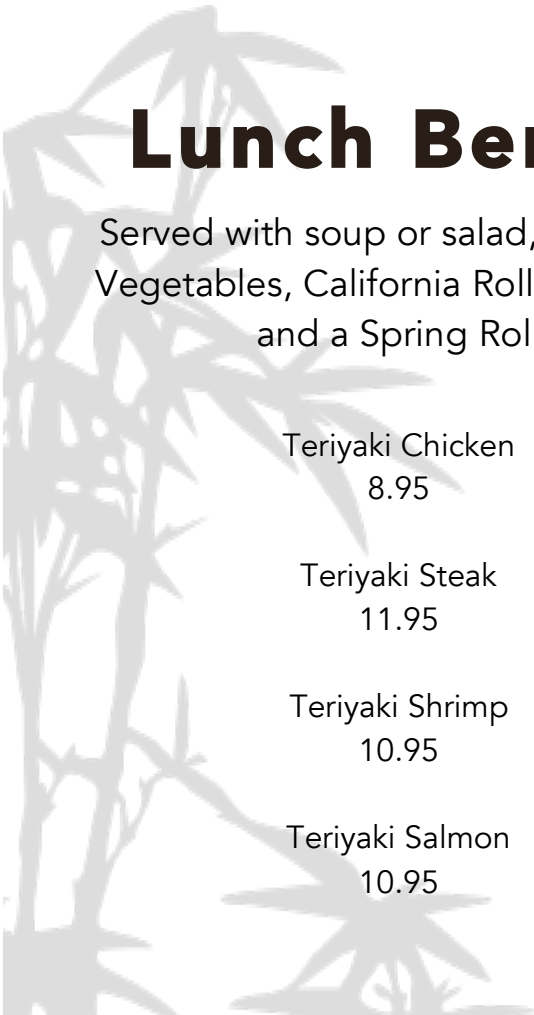 Lunch Ben
Served with soup or salad,
Vegetables, California Roll
and a Spring Rol
Teriyaki Chicken
8.95
Teriyaki Steak
11.95
Teriyaki Shrimp
10.95
Teriyaki Salmon
10.95